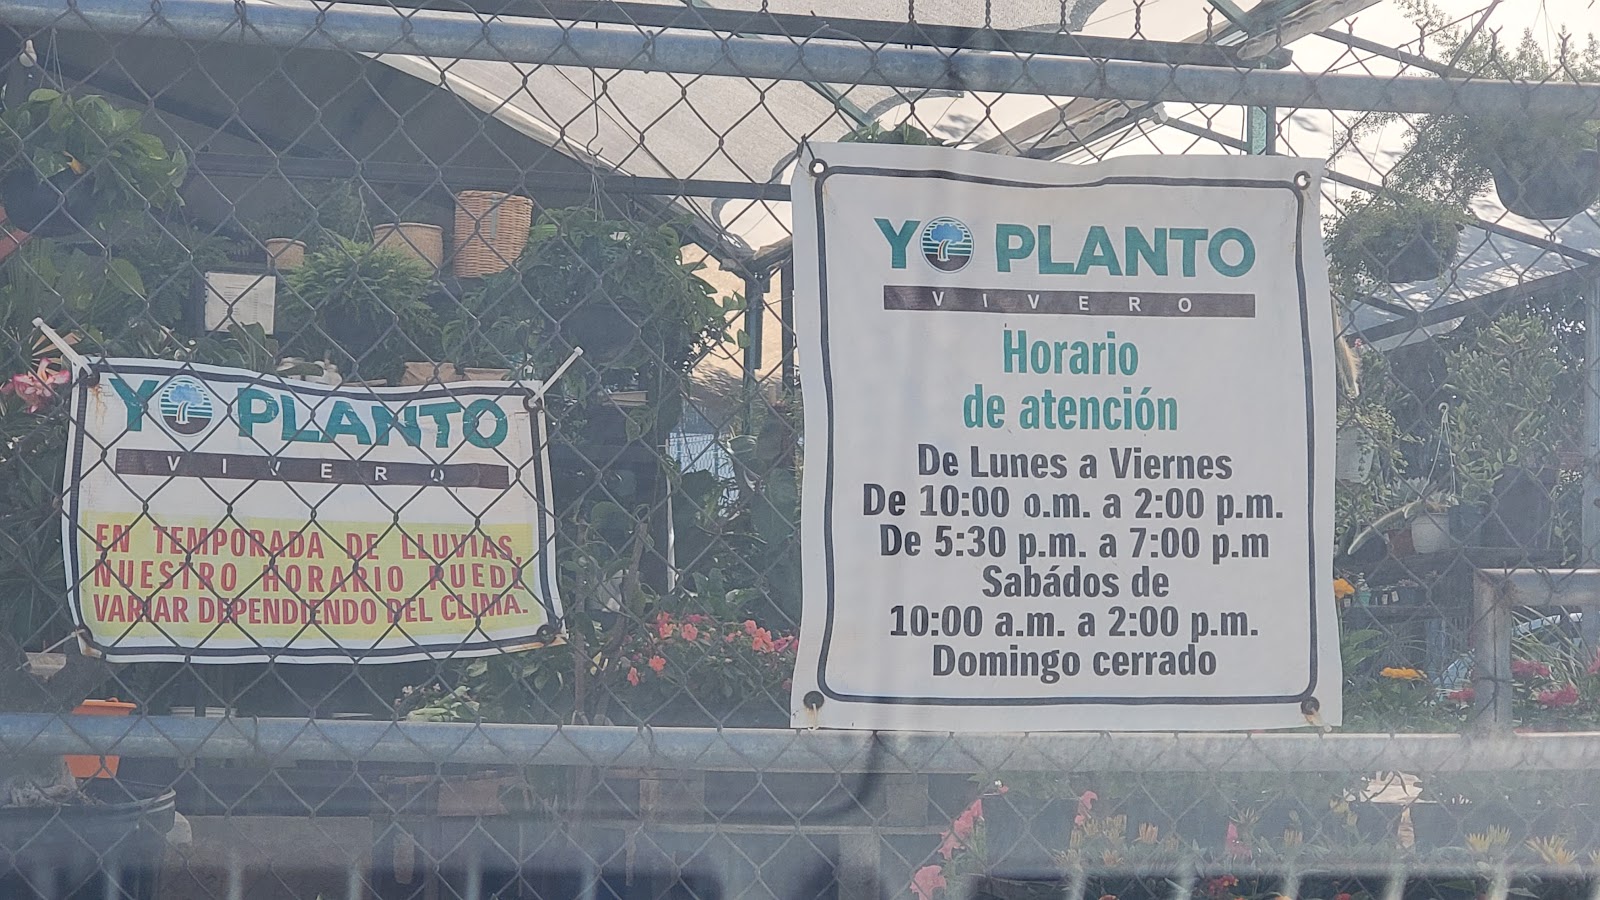 YO PLANTO
VIVERO
EN TEMPORADA DE LLUVIAS,
NUESTRO HORARIO PUEDE
VARIAR DEPENDIENDO DEL CLIMA.
YO PLANTO
VIVERO
Horario
de atención
De Lunes a Viernes
De 10:00 o.m. a 2:00 p.m.
De 5:30 p.m. a 7:00 p.m
Sabádos de
10:00 a.m. a 2:00 p.m.
Domingo cerrado